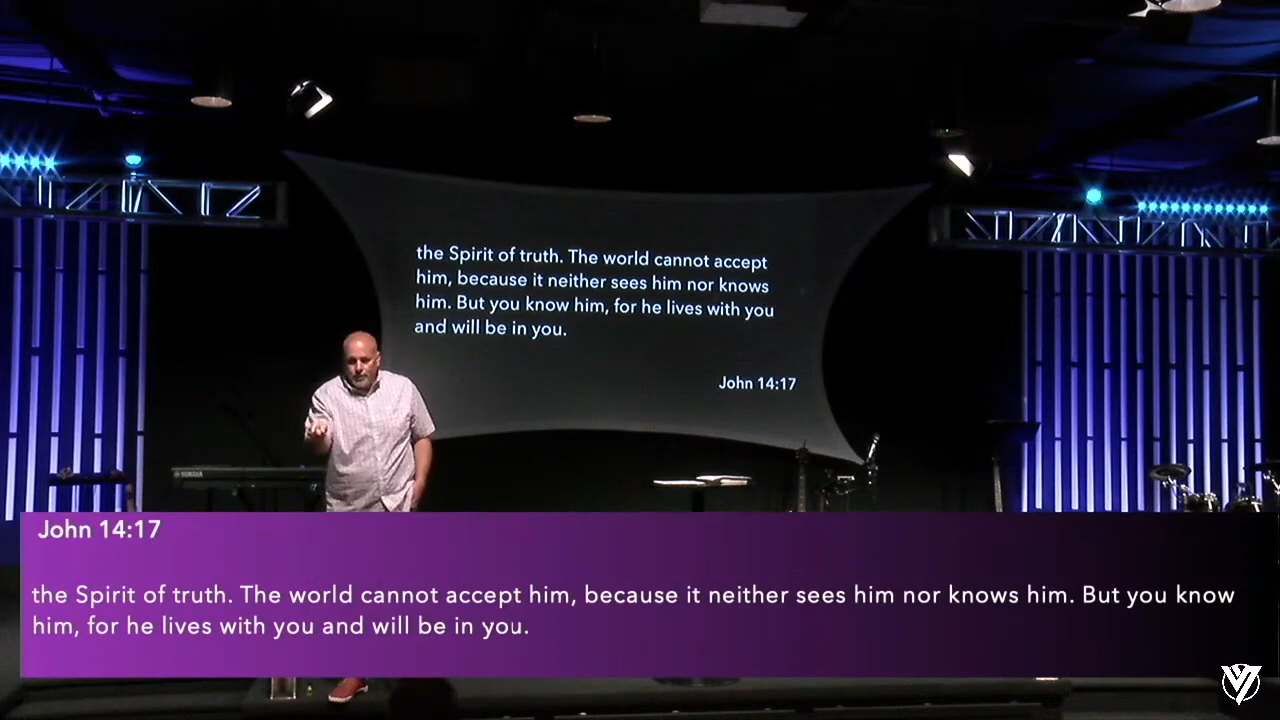 the Spirit of truth. The world cannot accept
him, because it neither sees him nor knows
him. But you know him, for he lives with you
and will be in you.
John 14:17
YAMAHA
John 14:17
the Spirit of truth. The world cannot accept him, because it neither sees him nor knows him. But you know
him, for he lives with you and will be in you.